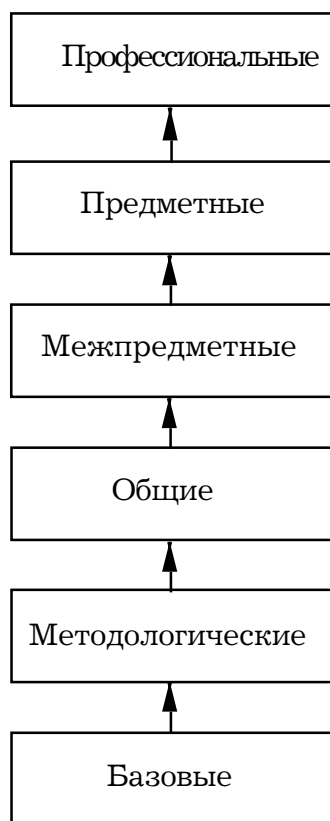 Профессиональные
Предметные
Межпредметные
Общие
Методологические
Базовые